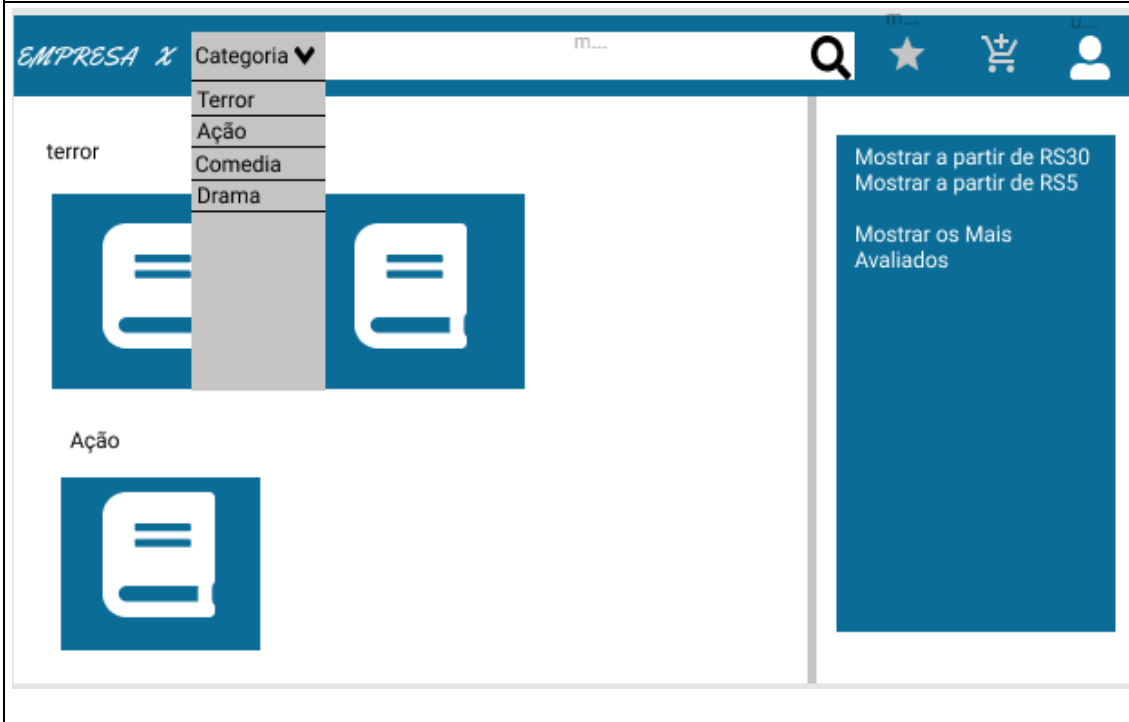 EMPRESA X
Categoria
m...
m...
u...
Terror
Ação
Comedia
Drama
terror
Ação
Mostrar a partir de RS30
Mostrar a partir de RS5
Mostrar os Mais
Avaliados